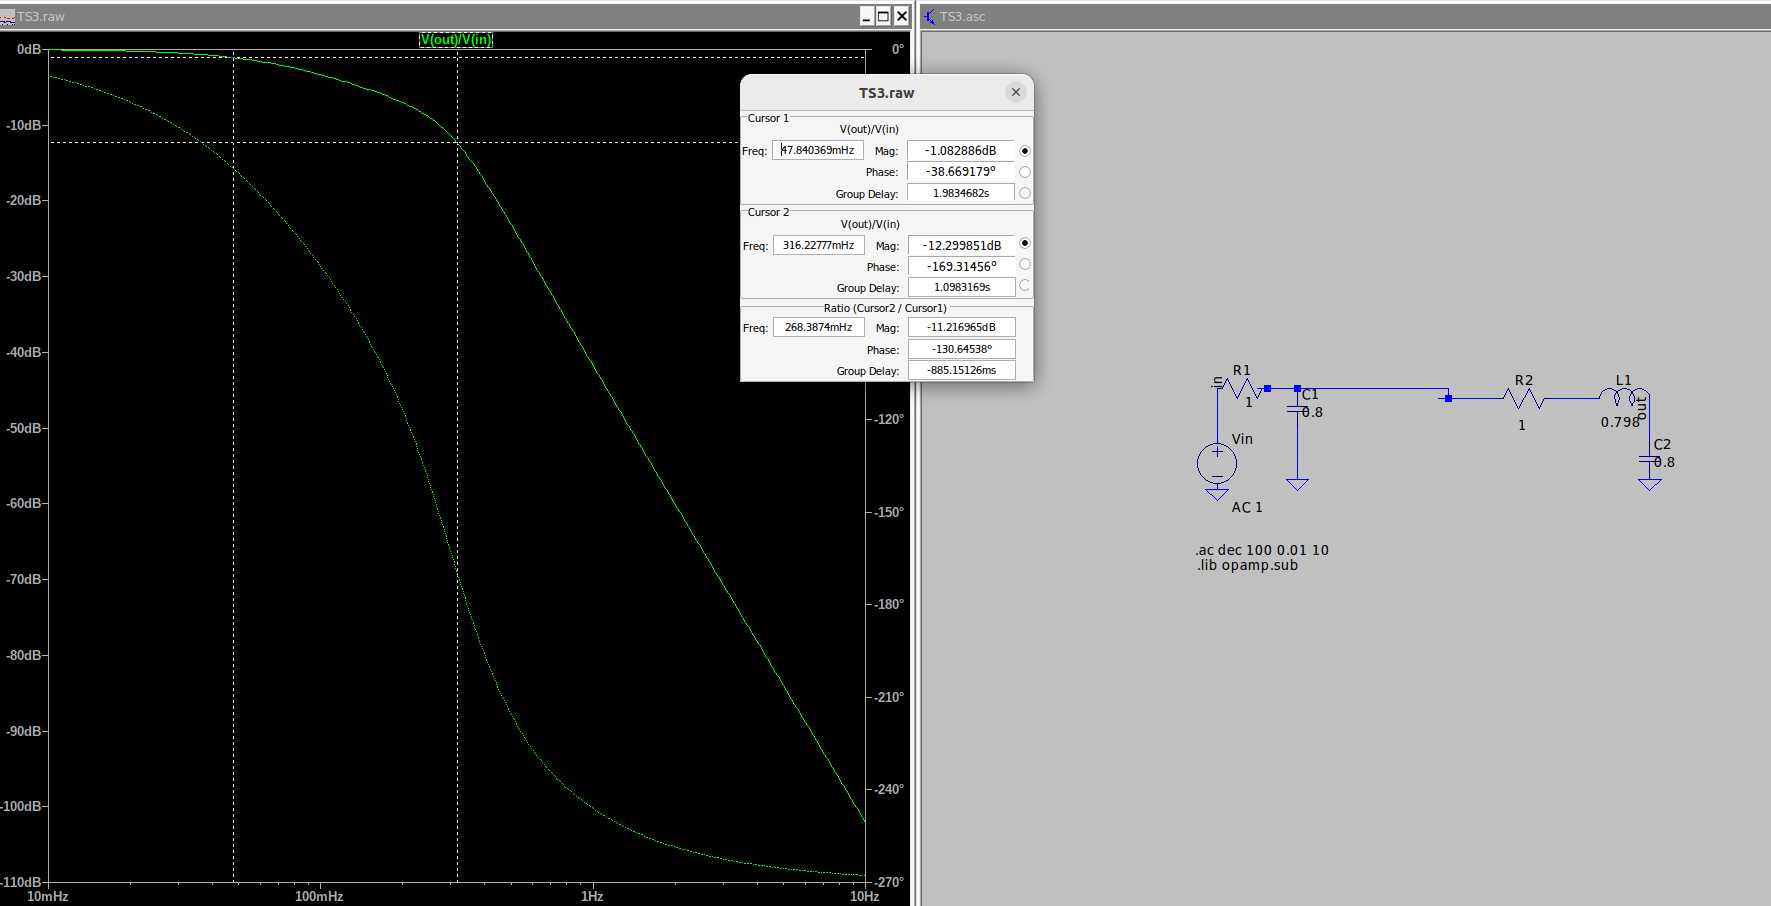 TS3.raw
V(out)/V(in)
0dB
-10dB
-20dB
-30dB
-40dB
-50dB
-60dB
-70dB
-80dB
-90dB
-100dB
-110dB
10mHz
100mHz
1Hz
10Hz
0°
-120°
-150°
-180°
-210°
-240°
-270°
TS3.raw
Cursor 1
V(out)/V(in)
Freq: 47.840369mHz Mag: -1.082886dB
Phase: -38.669179°
Group Delay: 1.9834682s
Cursor 2
V(out)/V(in)
Freq: 316.22777mHz Mag: -12.299851dB
Phase: -169.31456°
Group Delay: 1.0983169s
Ratio (Cursor2 / Cursor1)
Freq: 268.3874mHz Mag: -11.216965dB
Phase: -130.64538°
Group Delay: -885.15126ms
TS3.asc
in
R1
1
C1
0.8
R2
1
L1
0.798
out
C2
0.8
Vin
AC 1
.ac dec 100 0.01 10
.lib opamp.sub